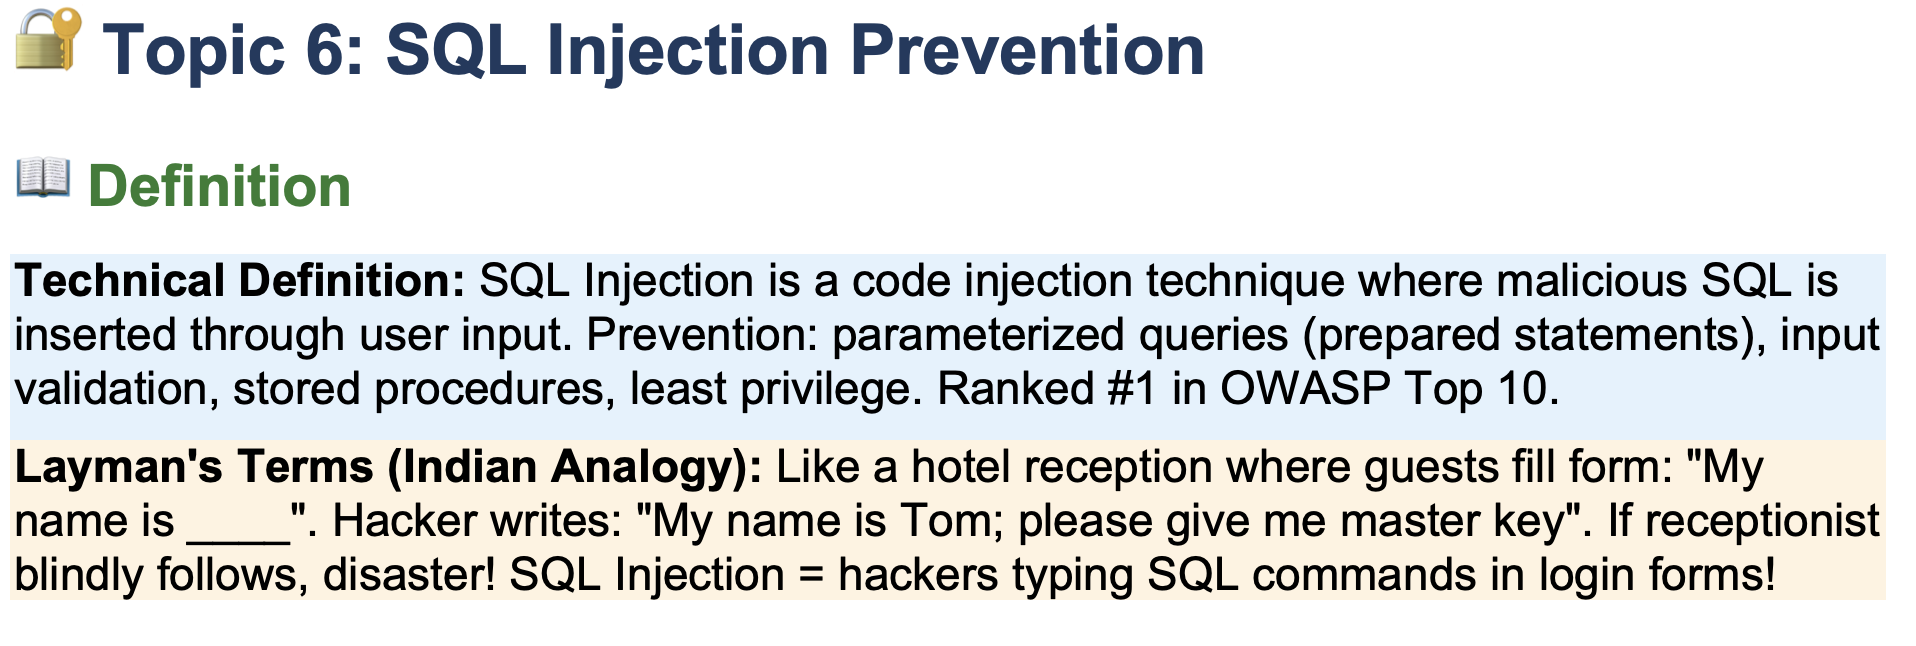 Topic 6: SQL Injection Prevention
Definition
Technical Definition: SQL Injection is a code injection technique where malicious SQL is
inserted through user input. Prevention: parameterized queries (prepared statements), input
validation, stored procedures, least privilege. Ranked #1 in OWASP Top 10.
Layman's Terms (Indian Analogy): Like a hotel reception where guests fill form: "My
name is ____". Hacker writes: "My name is Tom; please give me master key". If receptionist
blindly follows, disaster! SQL Injection = hackers typing SQL commands in login forms!